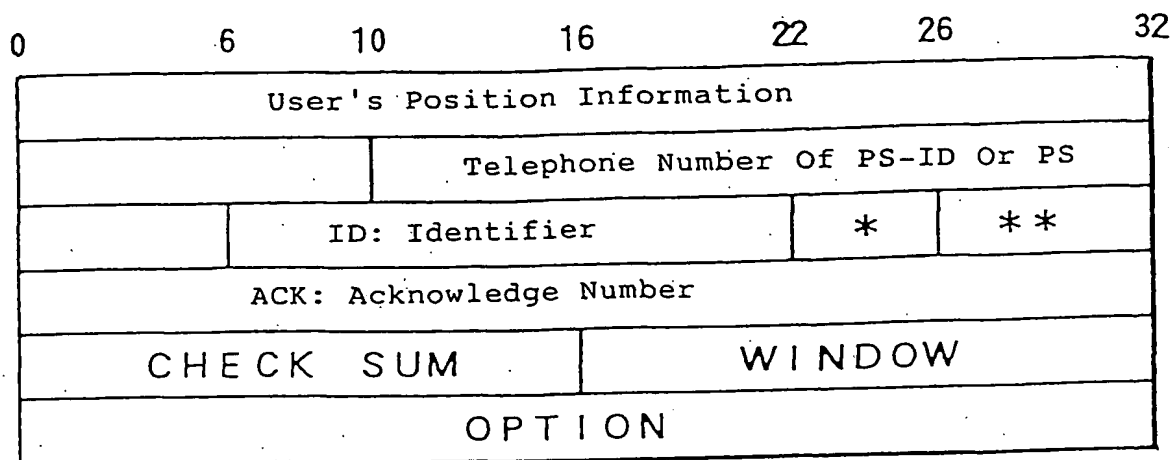 0 6 10 16 22 26 32
User's Position Information
Telephone Number Of PS-ID Or PS
ID: Identifier * **
ACK: Acknowledge Number
CHECK SUM WINDOW
OPTION